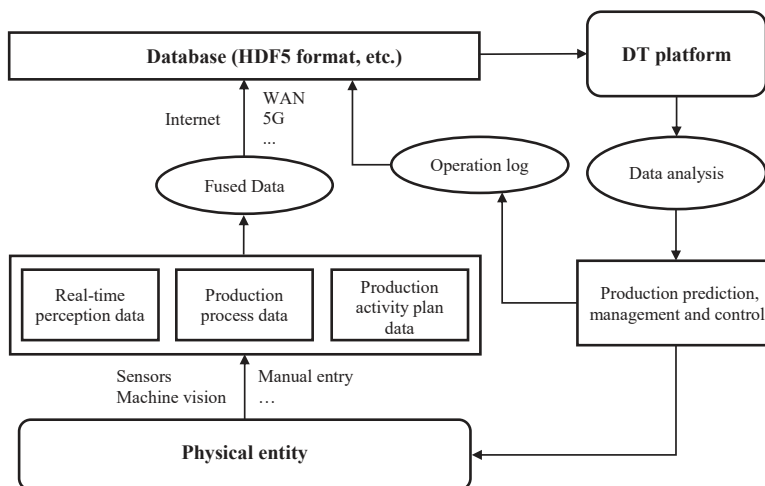 Database (HDF5 format, etc.)
DT platform
Internet
WAN
5G
...
Operation log
Data analysis
Fused Data
Real-time
perception data
Production
process data
Production
activity plan
data
Production prediction,
management and control
Sensors
Machine vision
Manual entry
…
Physical entity